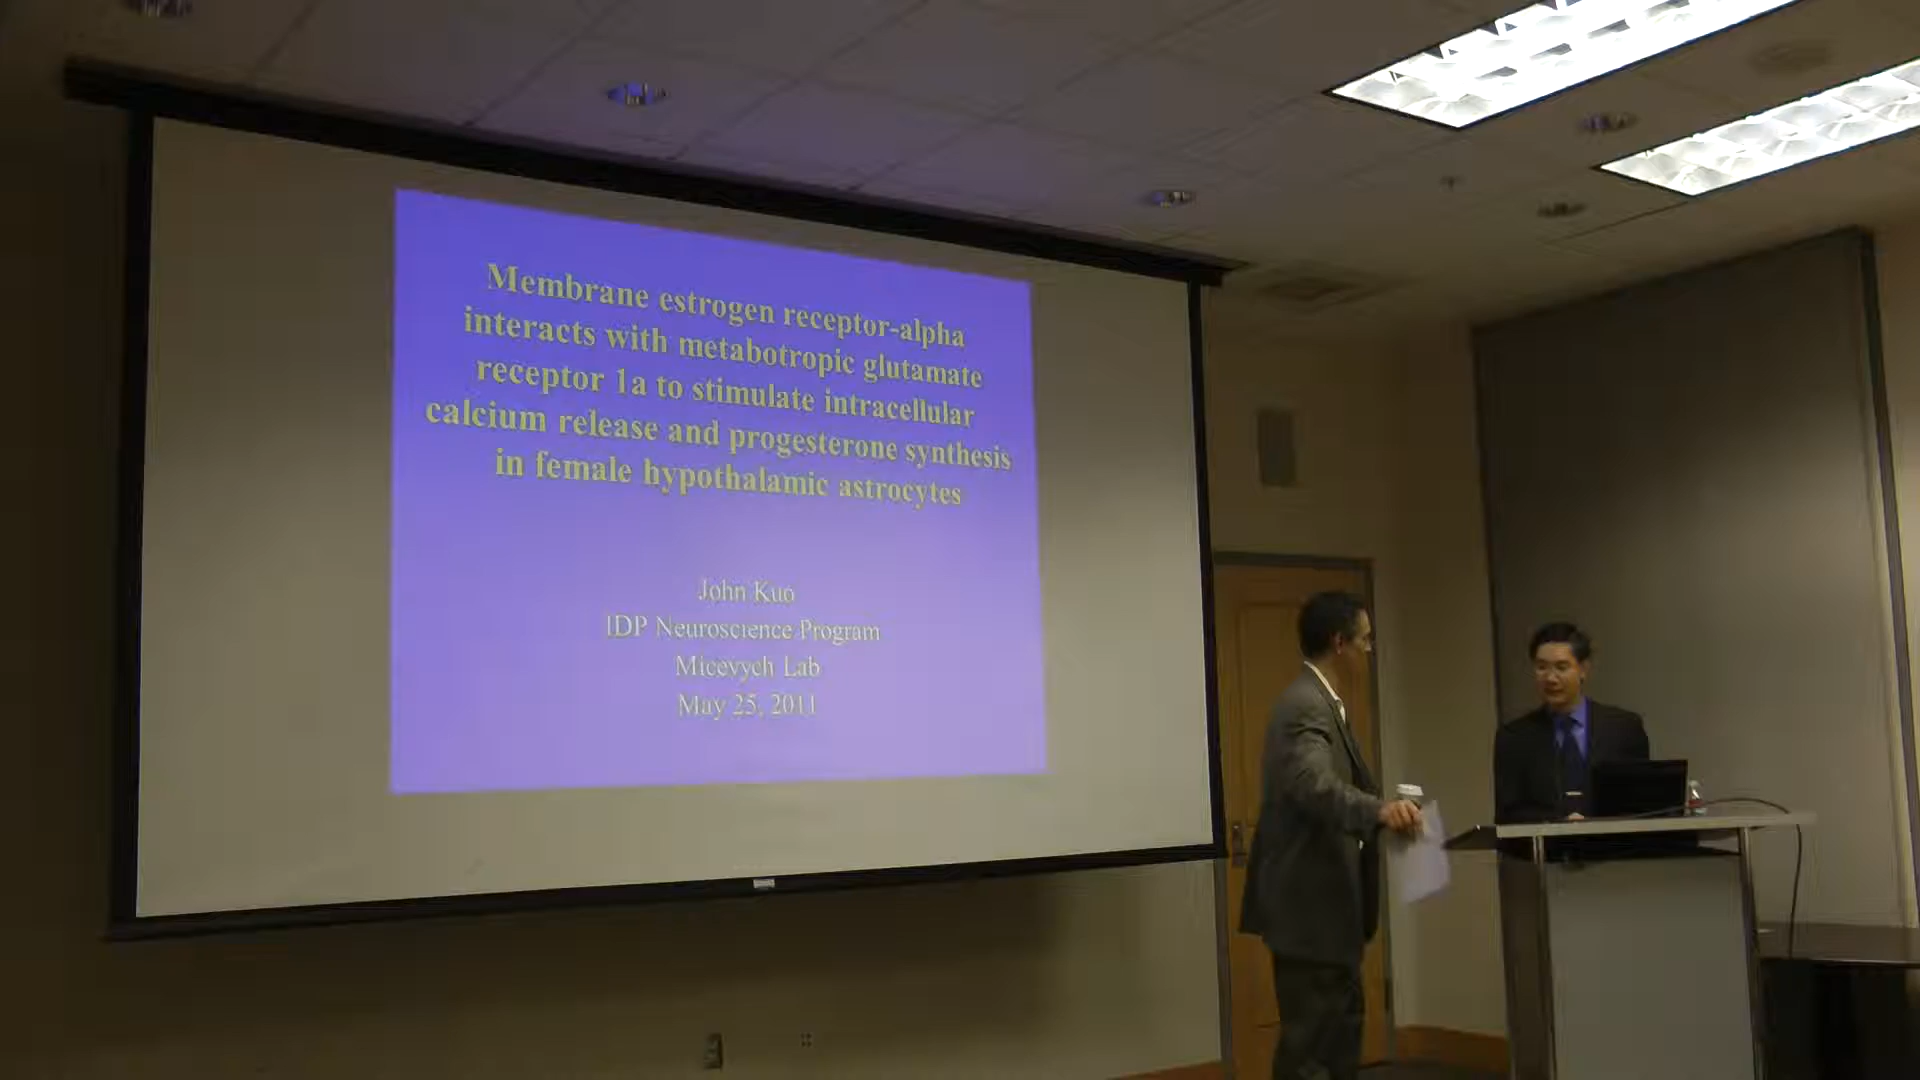 Membrane estrogen receptor-alpha
interacts with metabotropic glutamate
receptor 1a to stimulate intracellular
calcium release and progesterone synthesis
in female hypothalamic astrocytes
John Kuo
IDP Neuroscience Program
Micevych Lab
May 25, 2011